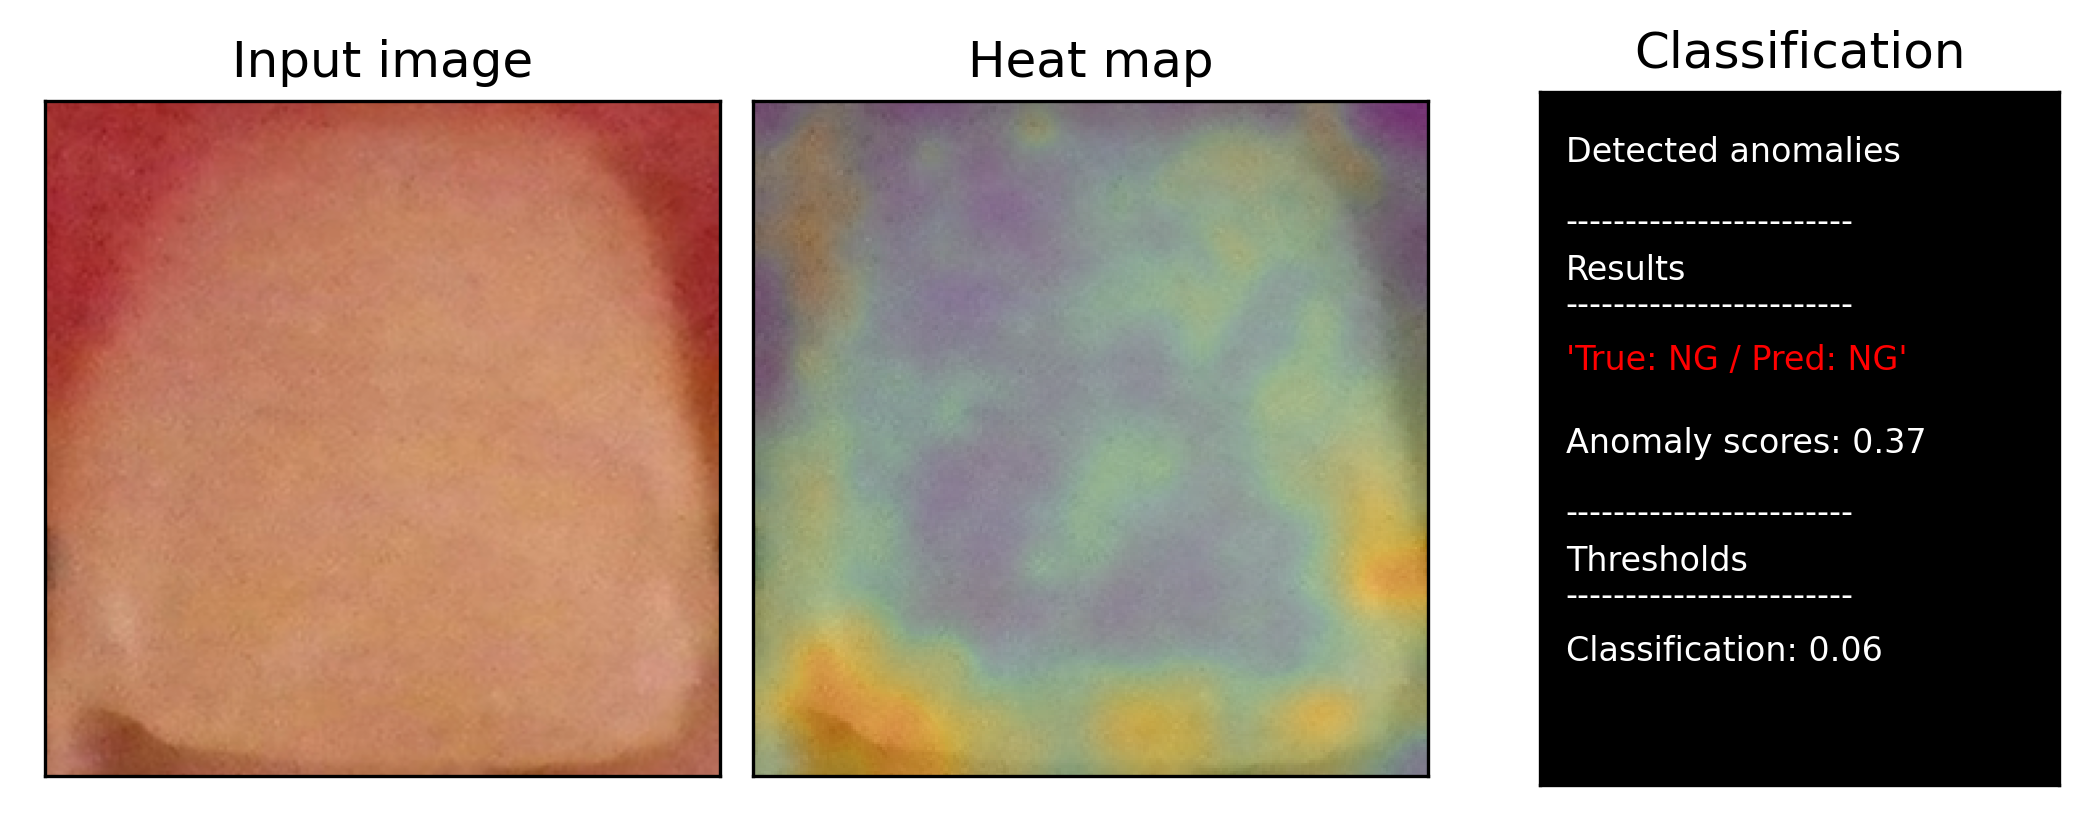 Input image
Heat map
Classification
Detected anomalies
------------------------
Results
------------------------
'True: NG / Pred: NG'
Anomaly scores: 0.37
------------------------
Thresholds
------------------------
Classification: 0.06